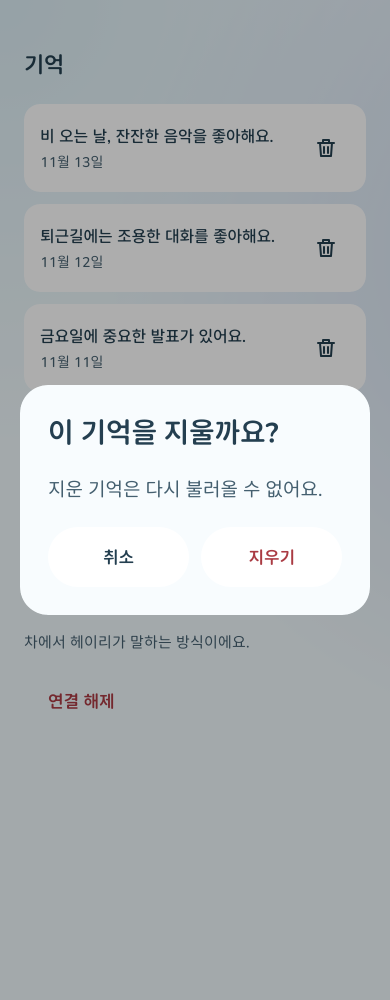 기억
비 오는 날, 잔잔한 음악을 좋아해요.
11월 13일
퇴근길에는 조용한 대화를 좋아해요.
11월 12일
금요일에 중요한 발표가 있어요.
11월 11일
이 기억을 지울까요?
지운 기억은 다시 불러올 수 없어요.
취소
지우기
차에서 헤이리가 말하는 방식이에요.
연결 해제